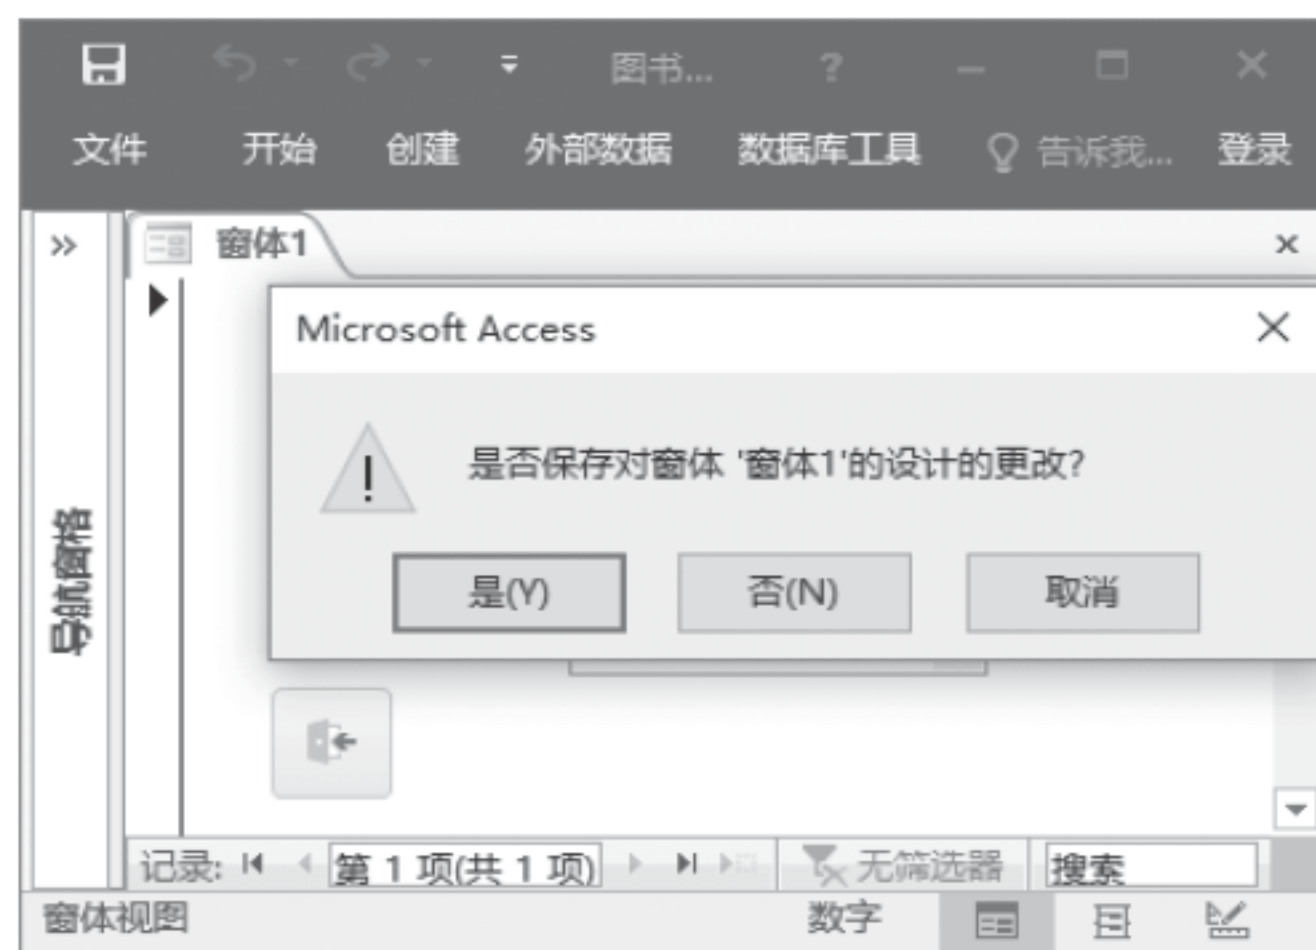 图书... ?
文件 开始 创建 外部数据 数据库工具 告诉我... 登录
窗体1
Microsoft Access
是否保存对窗体 '窗体1'的设计的更改?
是(Y) 否(N) 取消
导航窗格
记录: 第 1 项(共 1 项) 无筛选器 搜索
窗体视图 数字